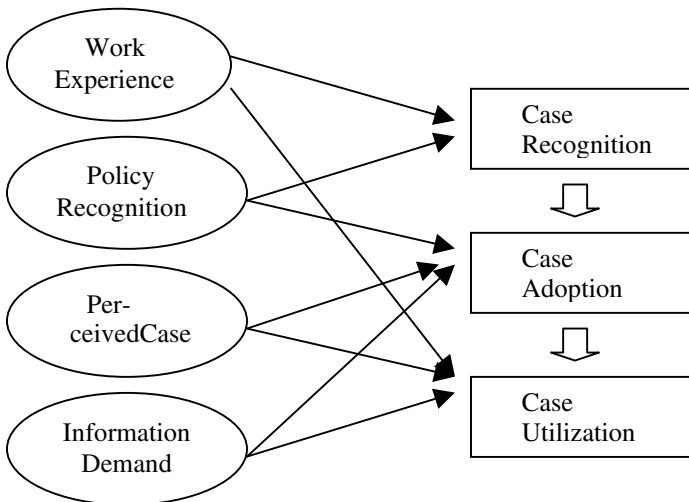 Work
Experience
Policy
Recognition
Per-
ceivedCase
Information
Demand
Case
Recognition
Case
Adoption
Case
Utilization